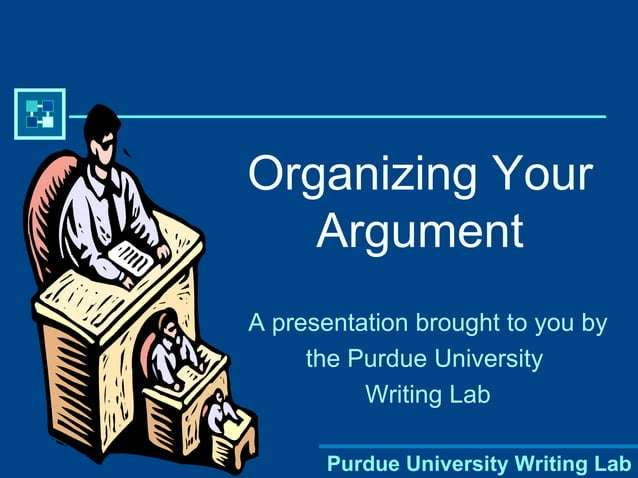 Organizing Your
Argument
A presentation brought to you by
the Purdue University
Writing Lab
Purdue University Writing Lab